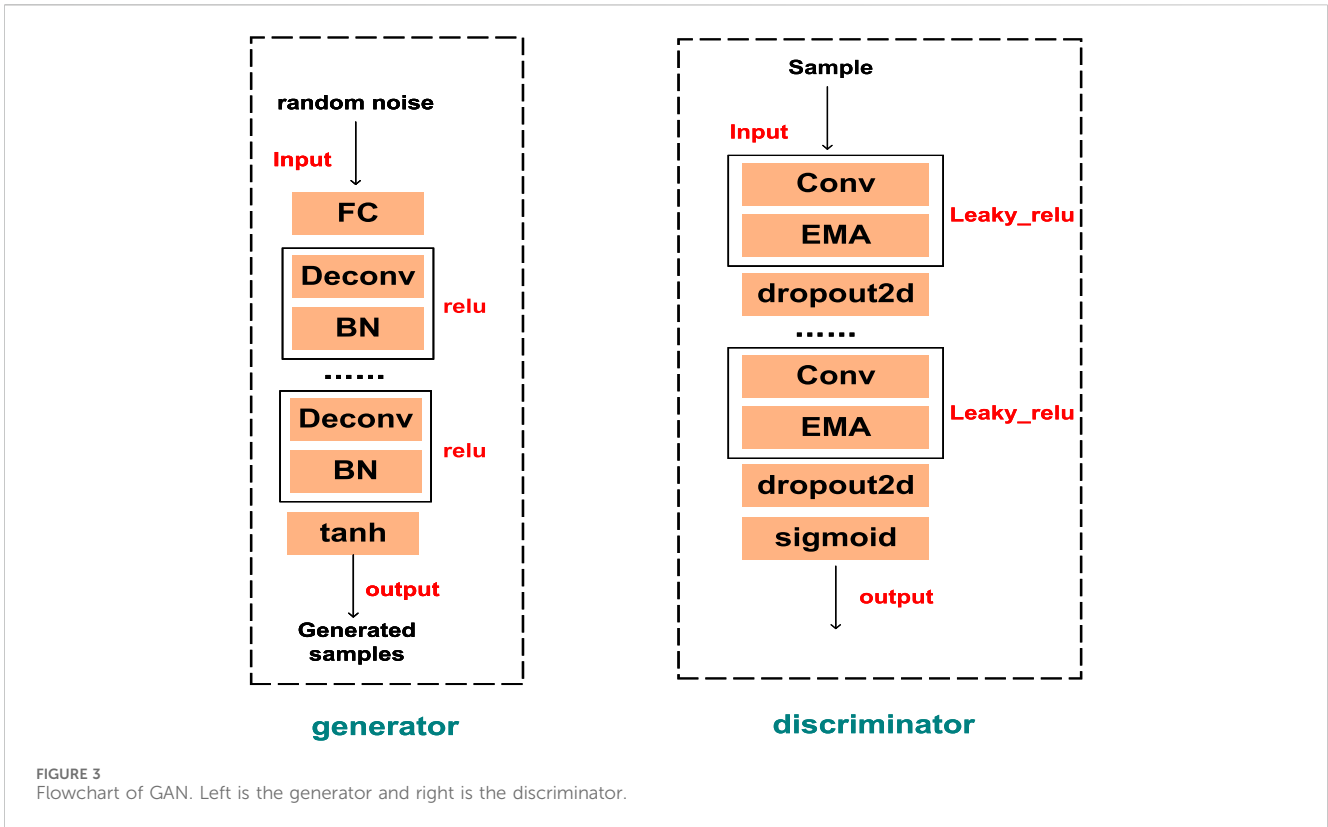 random noise
Input
FC
Deconv
BN
relu
......
Deconv
BN
relu
tanh
output
Generated
samples
generator
Sample
Input
Conv
EMA
Leaky_relu
dropout2d
......
Conv
EMA
Leaky_relu
dropout2d
sigmoid
output
discriminator
FIGURE 3
Flowchart of GAN. Left is the generator and right is the discriminator.